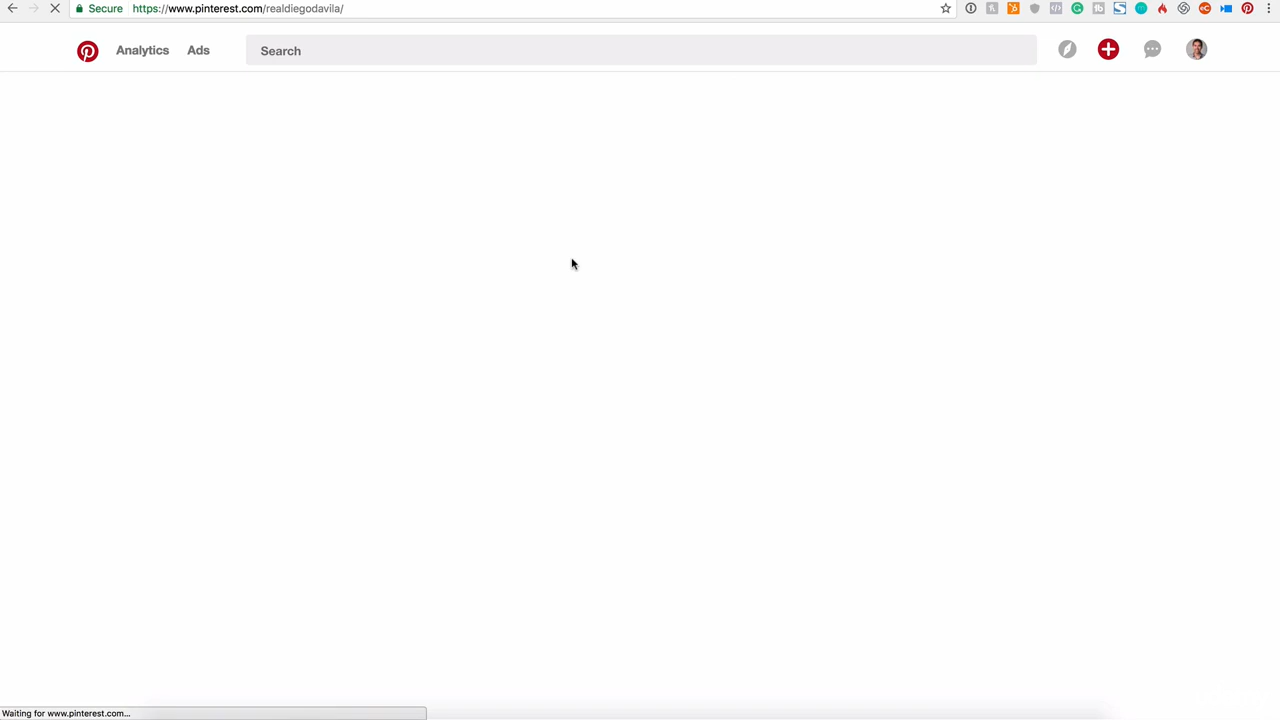 Secure https://www.pinterest.com/realdiegodavila/
Analytics Ads Search
Waiting for www.pinterest.com...